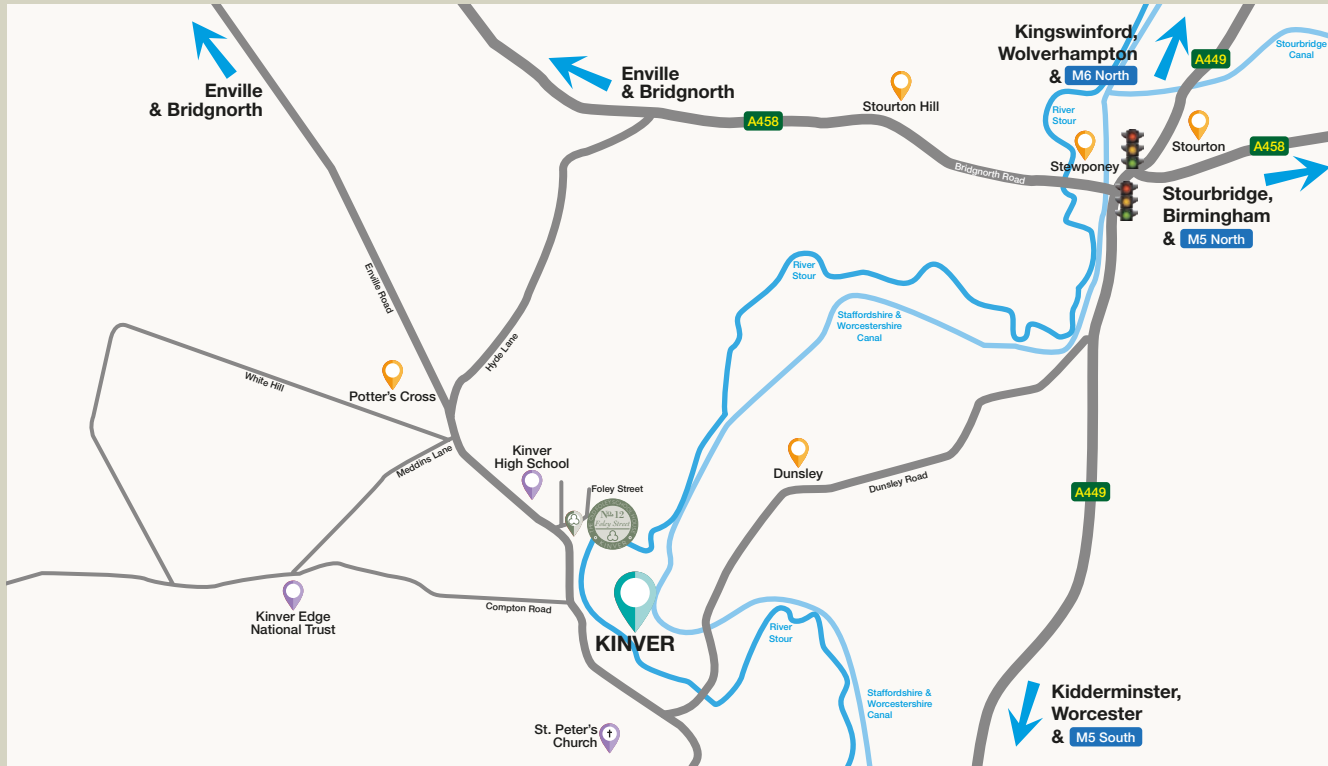 Enville
& Bridgnorth
Enville
& Bridgnorth
Kingswinford,
Wolverhampton
& M6 North
A449
Stourbridge
Canal
Stourton Hill
A458
River
Stour
Stewponey
Stourton
A458
Bridgnorth Road
Stourbridge,
Birmingham
& M5 North
Enville Road
River
Stour
Staffordshire &
Worcestershire
Canal
Hyde Lane
White Hill
Potter's Cross
Meddins Lane
Kinver
High School
Foley Street
No 12
Foley Street
KINVER
Dunsley
Dunsley Road
A449
Kinver Edge
National Trust
Compton Road
KINVER
River
Stour
Staffordshire &
Worcestershire
Canal
Kidderminster,
Worcester
& M5 South
St. Peter's
Church